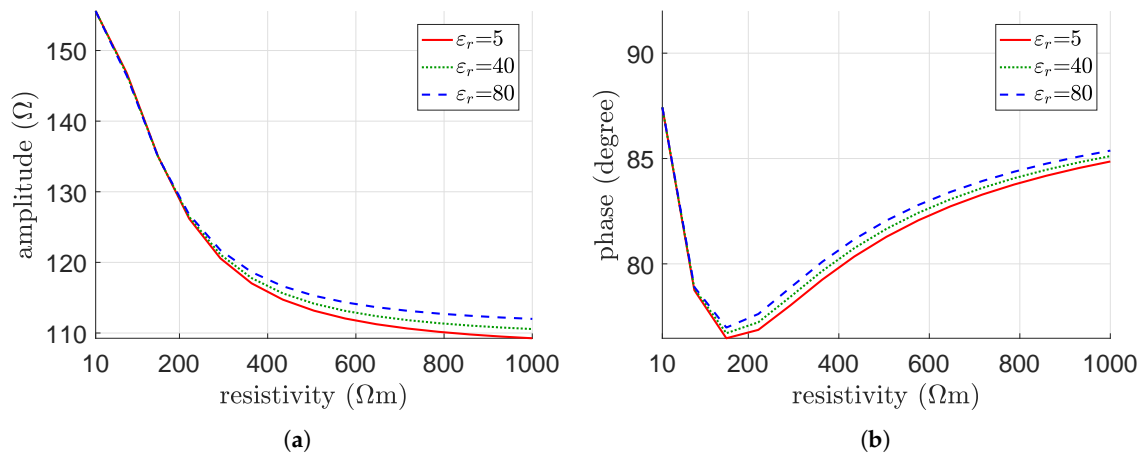 amplitude (Ω)
150
140
130
120
110
10 200 400 600 800 1000
resistivity (Ωm)
εr=5
εr=40
εr=80
(a)
phase (degree)
90
85
80
10 200 400 600 800 1000
resistivity (Ωm)
εr=5
εr=40
εr=80
(b)